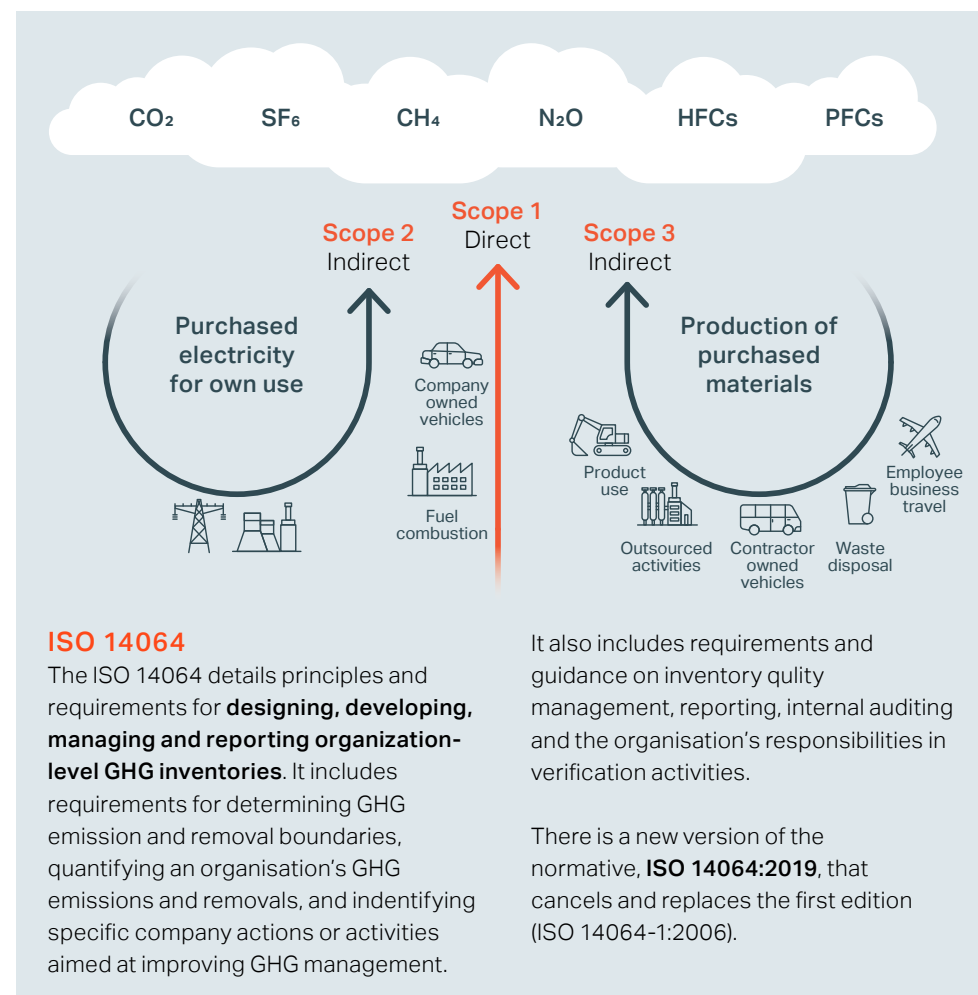 CO₂ SF₆ CH₄ N₂O HFCs PFCs
Scope 1
Direct
Scope 2
Indirect
Scope 3
Indirect
Purchased
electricity
for own use
Company
owned
vehicles
Fuel
combustion
Production of
purchased
materials
Product
use
Outsourced
activities
Contractor
owned
vehicles
Waste
disposal
Employee
business
travel
ISO 14064
The ISO 14064 details principles and
requirements for designing, developing,
managing and reporting organization-
level GHG inventories. It includes
requirements for determining GHG
emission and removal boundaries,
quantifying an organisation’s GHG
emissions and removals, and indentifying
specific company actions or activities
aimed at improving GHG management.
It also includes requirements and
guidance on inventory qulity
management, reporting, internal auditing
and the organisation’s responsibilities in
verification activities.
There is a new version of the
normative, ISO 14064:2019, that
cancels and replaces the first edition
(ISO 14064-1:2006).